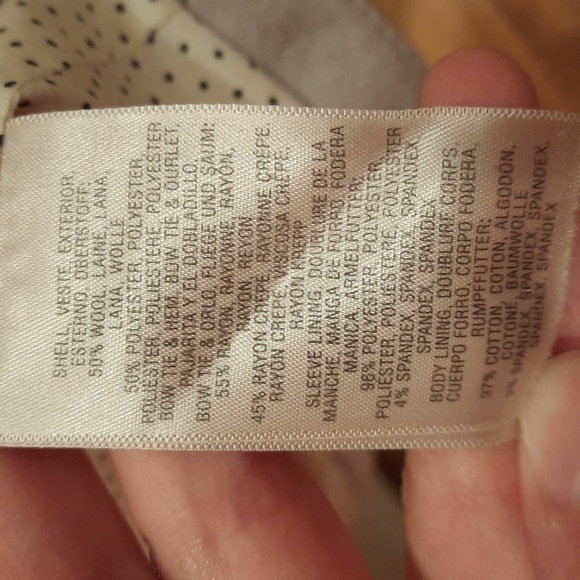 SHELL, VESTE, EXTERIOR
ESTERNO, OBERSTOFF:
55% WOOL, LAINE, LANA
LANA, WOLLE
50% POLYESTER, POLYESTER,
POLIESTER, POLIESTERE, POLYESTER
BOW TIE & HEM, BOW TIE & OURLET,
PAJARITA Y EL DOBLADILLO,
BOW TIE & ORLO, FLIEGE UND SAUM:
55% RAYON, RAYONNE, RAYON,
RAYON, REYON
45% RAYON CREPE, RAYONNE CREPE
RAYON CREPE, VISCOSA CREPE,
RAYON KREPP
SLEEVE LINING, DOUBLURE DE LA
MANCHE, MANGA DE FORRO, FODERA
MANICA, ARMELFUTTER:
96% POLYESTER, POLYESTER,
POLIESTER, POLIESTERE, POLYESTER
4% SPANDEX, SPANDEX, SPANDEX,
SPANDEX, SPANDEX
BODY LINING, DOUBLURE CORPS,
CUERPO FORRO, CORPO FODERA,
RUMPFFUTTER:
97% COTTON, COTON, ALGODON,
COTONE, BAUMWOLLE
3% SPANDEX, SPANDEX, SPANDEX,
SPANDEX, SPANDEX